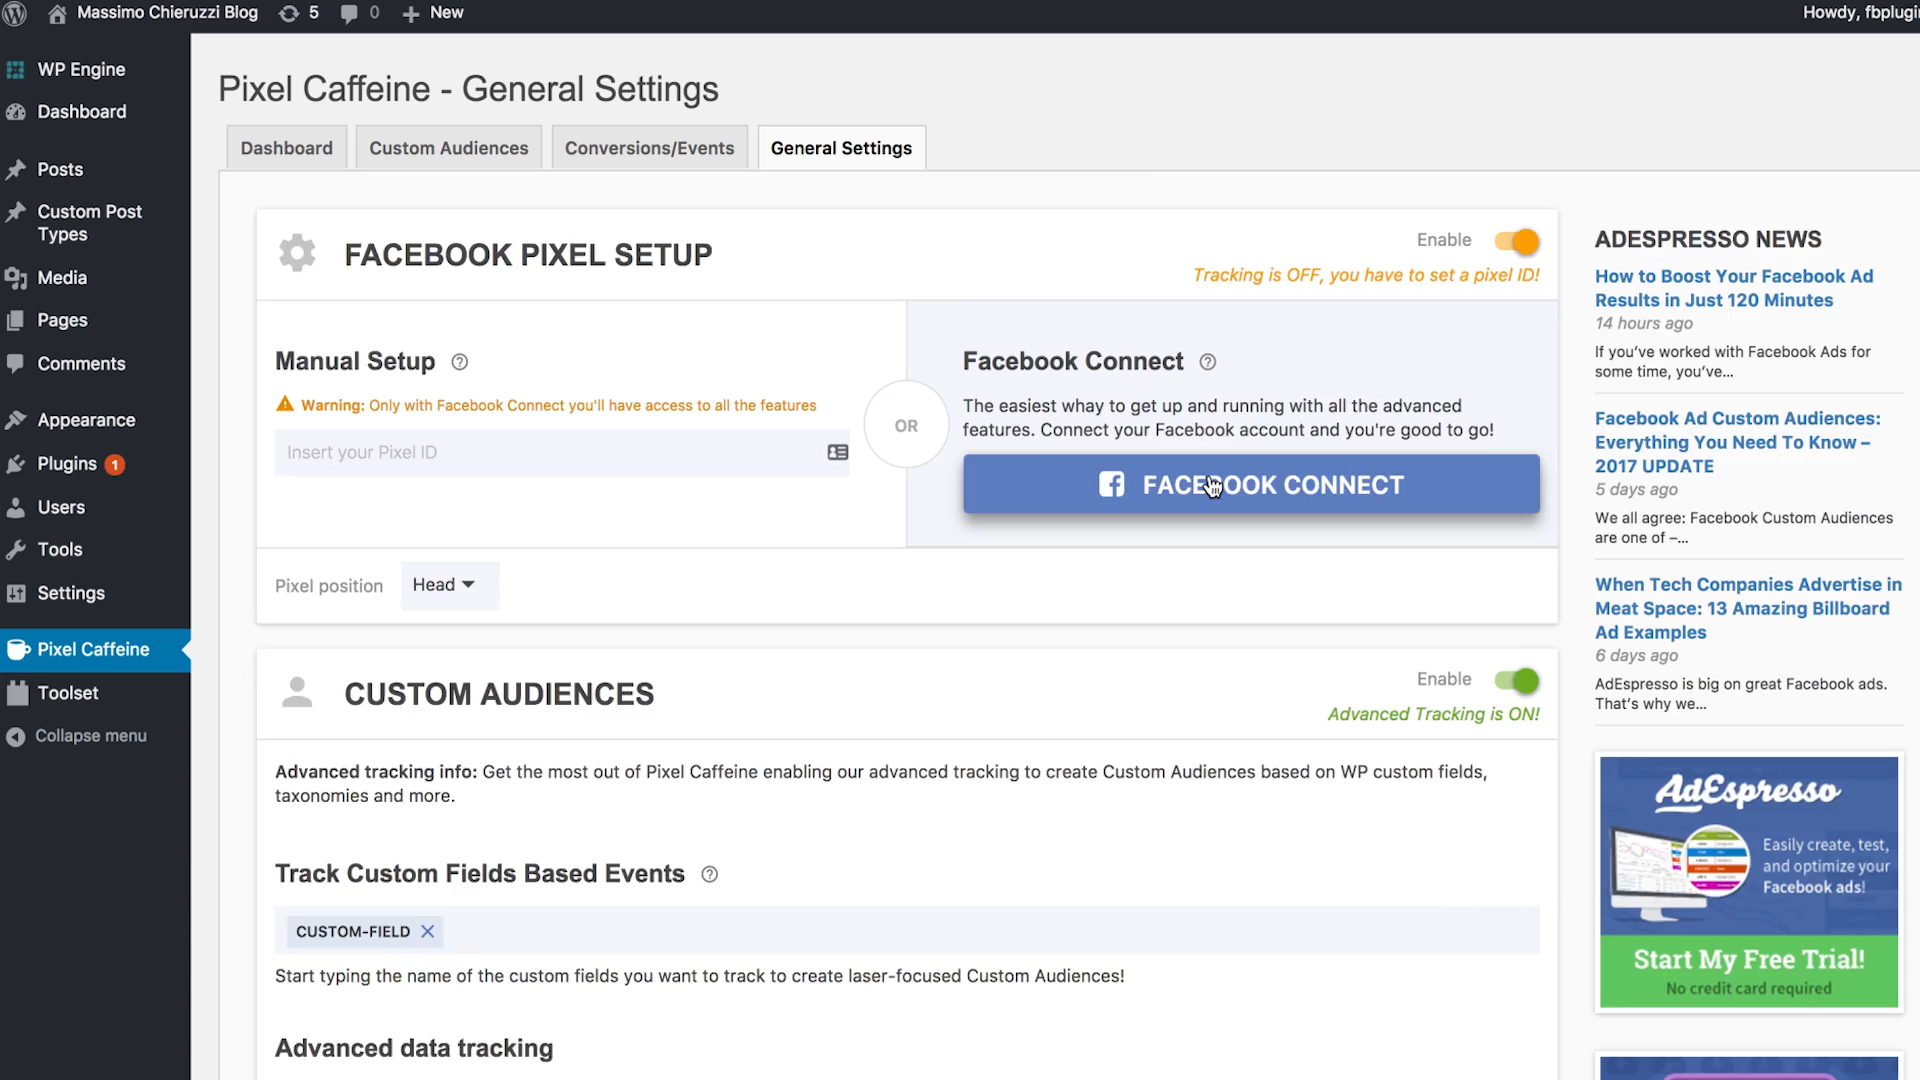 Massimo Chieruzzi Blog 5 0 New
Howdy, fbplugi
WP Engine
Dashboard
Posts
Custom Post
Types
Media
Pages
Comments
Appearance
Plugins 1
Users
Tools
Settings
Pixel Caffeine
Toolset
Collapse menu
Pixel Caffeine - General Settings
Dashboard
Custom Audiences
Conversions/Events
General Settings
FACEBOOK PIXEL SETUP
Enable
Tracking is OFF, you have to set a pixel ID!
Manual Setup
Warning: Only with Facebook Connect you'll have access to all the features
Insert your Pixel ID
OR
Facebook Connect
The easiest whay to get up and running with all the advanced
features. Connect your Facebook account and you're good to go!
FACEBOOK CONNECT
Pixel position
Head
CUSTOM AUDIENCES
Enable
Advanced Tracking is ON!
Advanced tracking info: Get the most out of Pixel Caffeine enabling our advanced tracking to create Custom Audiences based on WP custom fields,
taxonomies and more.
Track Custom Fields Based Events
CUSTOM-FIELD
Start typing the name of the custom fields you want to track to create laser-focused Custom Audiences!
Advanced data tracking
ADESPRESSO NEWS
How to Boost Your Facebook Ad
Results in Just 120 Minutes
14 hours ago
If you've worked with Facebook Ads for
some time, you've...
Facebook Ad Custom Audiences:
Everything You Need To Know –
2017 UPDATE
5 days ago
We all agree: Facebook Custom Audiences
are one of –...
When Tech Companies Advertise in
Meat Space: 13 Amazing Billboard
Ad Examples
6 days ago
AdEspresso is big on great Facebook ads.
That's why we...
AdEspresso
Easily create, test,
and optimize your
Facebook ads!
Start My Free Trial!
No credit card required